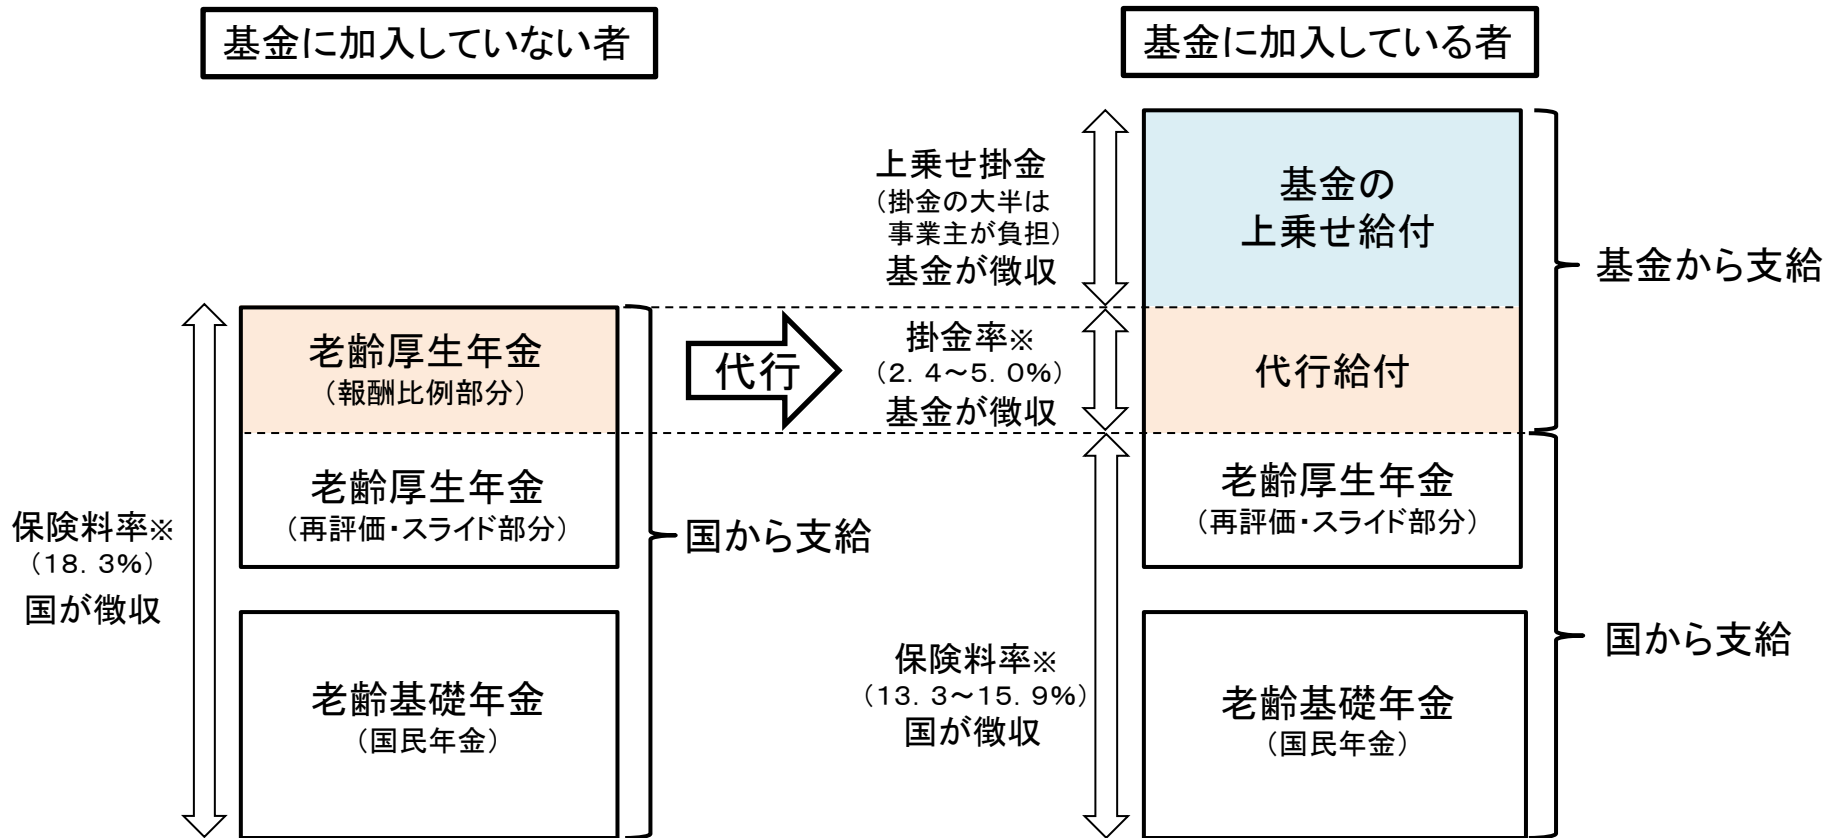 基金に加入していない者
基金に加入している者
上乗せ掛金
（掛金の大半は
事業主が負担）
基金が徴収
基金の
上乗せ給付
基金から支給
老齢厚生年金
（報酬比例部分）
代行
掛金率※
（2．4～5．0%）
基金が徴収
代行給付
保険料率※
（18．3%）
国が徴収
老齢厚生年金
（再評価・スライド部分）
国から支給
老齢基礎年金
（国民年金）
保険料率※
（13．3～15．9%）
国が徴収
老齢厚生年金
（再評価・スライド部分）
老齢基礎年金
（国民年金）
国から支給